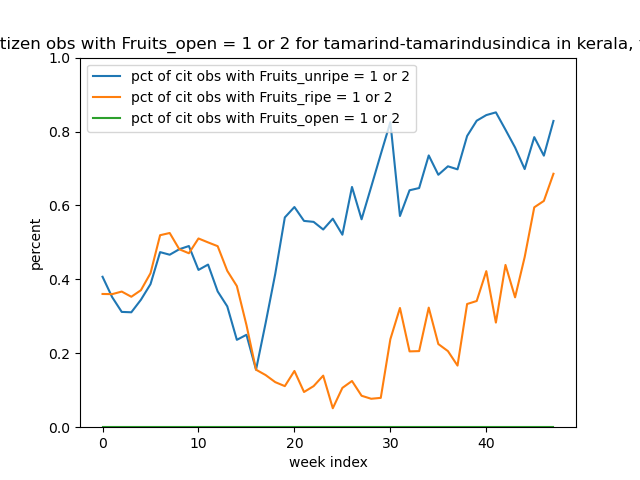 tizen obs with Fruits_open = 1 or 2 for tamarind-tamarindusindica in kerala,
pct of cit obs with Fruits_unripe = 1 or 2
pct of cit obs with Fruits_ripe = 1 or 2
pct of cit obs with Fruits_open = 1 or 2
1.0
0.8
0.6
0.4
0.2
0.0
percent
0 10 20 30 40
week index